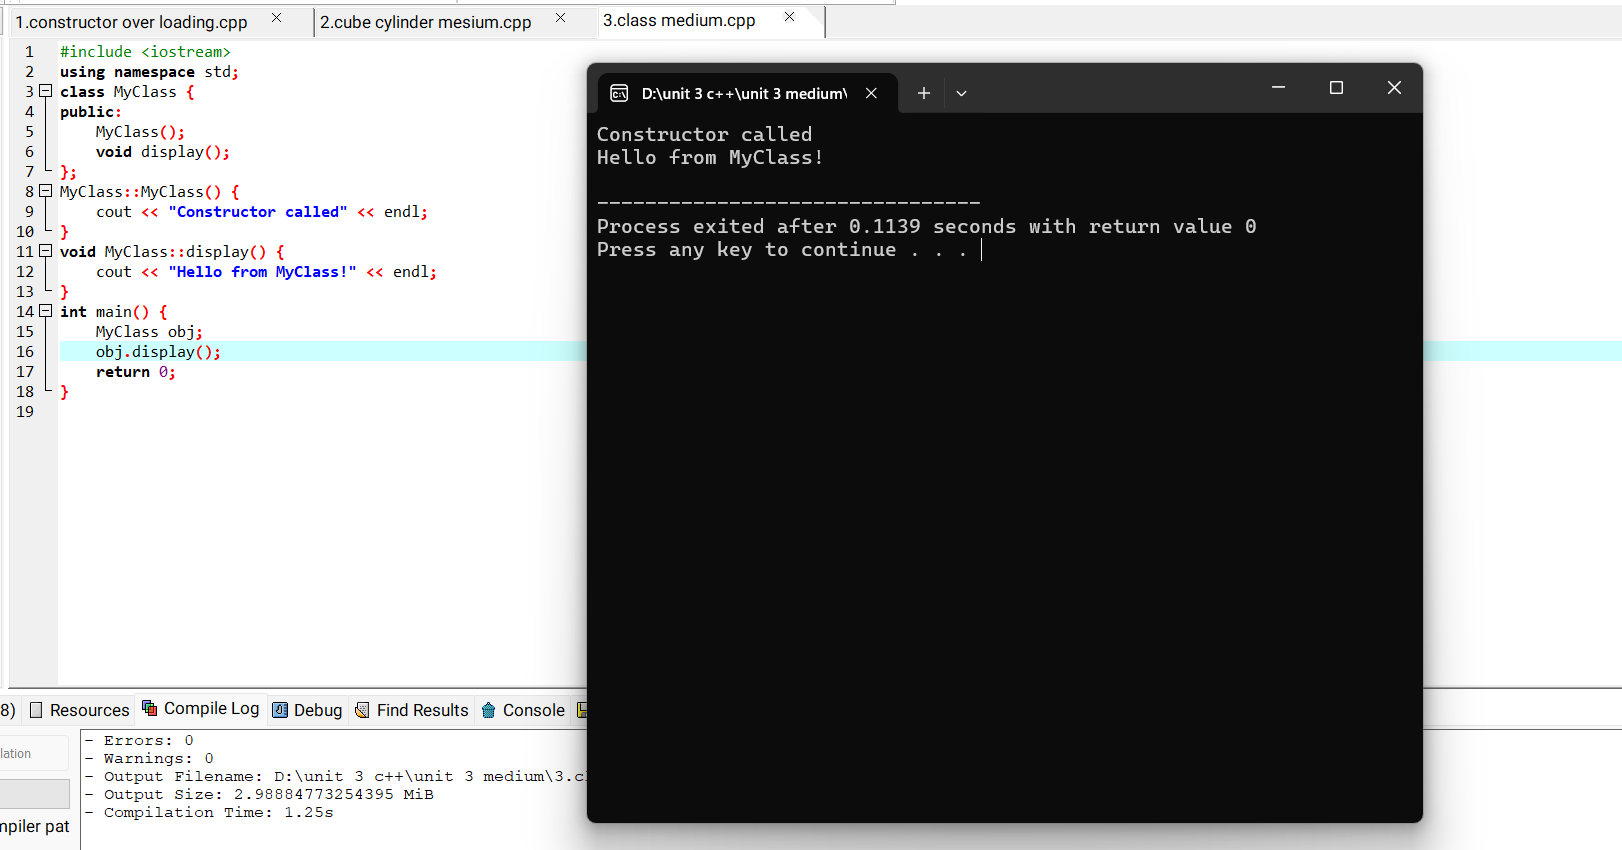 1.constructor over loading.cpp
2.cube cylinder mesium.cpp
3.class medium.cpp
1 #include <iostream>
2 using namespace std;
3 class MyClass {
4 public:
5     MyClass();
6     void display();
7 };
8 MyClass::MyClass() {
9     cout << "Constructor called" << endl;
10 }
11 void MyClass::display() {
12     cout << "Hello from MyClass!" << endl;
13 }
14 int main() {
15     MyClass obj;
16     obj.display();
17     return 0;
18 }
19
D:\unit 3 c++\unit 3 medium\
Constructor called
Hello from MyClass!
--------------------------------
Process exited after 0.1139 seconds with return value 0
Press any key to continue . . .
8) Resources Compile Log Debug Find Results Console
lation
mpiler pat
- Errors: 0
- Warnings: 0
- Output Filename: D:\unit 3 c++\unit 3 medium\3.c
- Output Size: 2.98884773254395 MiB
- Compilation Time: 1.25s